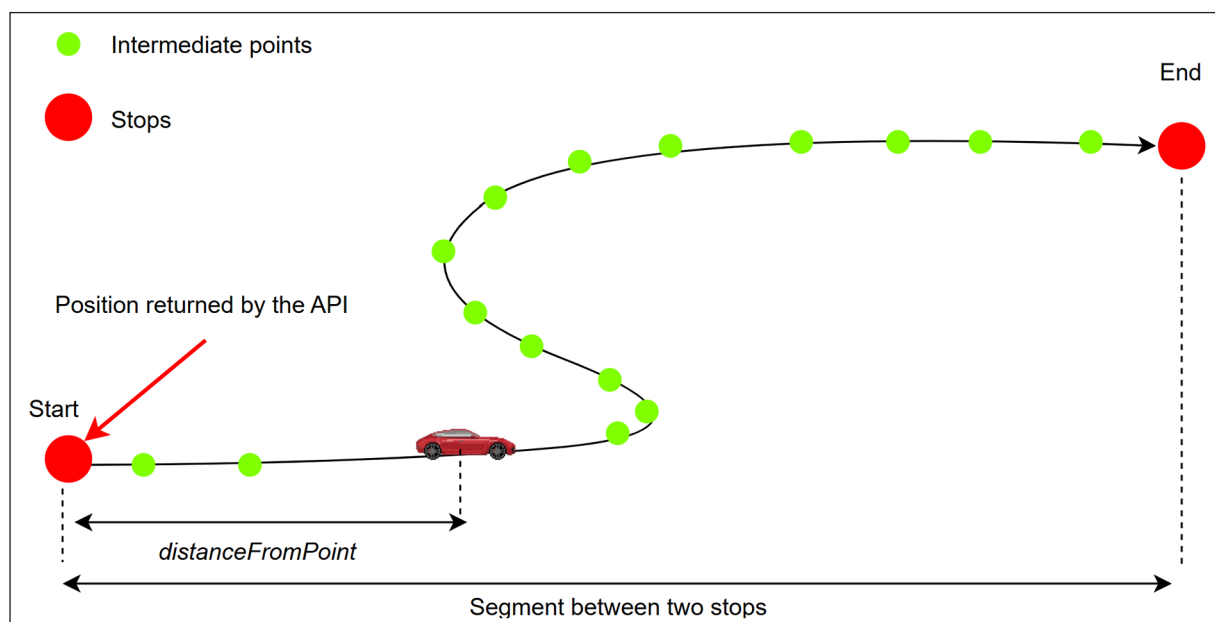 Intermediate points
Stops
End
Position returned by the API
Start
distanceFromPoint
Segment between two stops